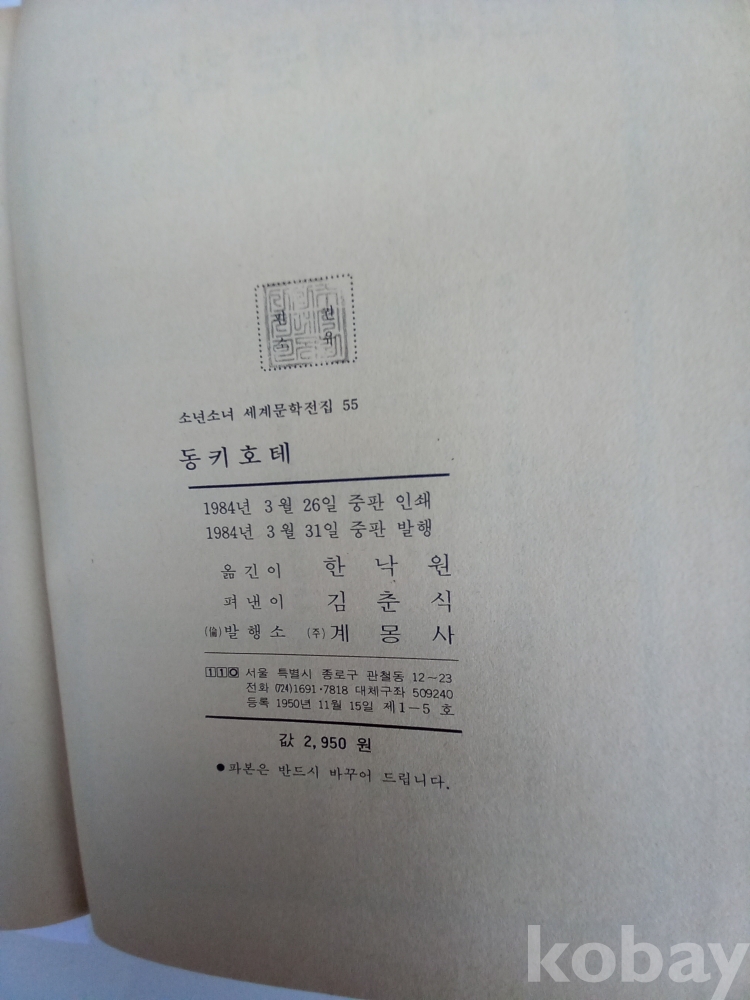 판 전
소 유
소년소녀 세계문학전집 55
동키호테
1984년 3월 26일 중판 인쇄
1984년 3월 31일 중판 발행
옮긴이 한낙원
펴낸이 김춘식
(倫)발행소 (주)계몽사
110 서울 특별시 종로구 관철동 12~23
전화 (724)1691·7818 대체구좌 509240
등록 1950년 11월 15일 제1-5 호
값 2,950 원
●파본은 반드시 바꾸어 드립니다.
kobay